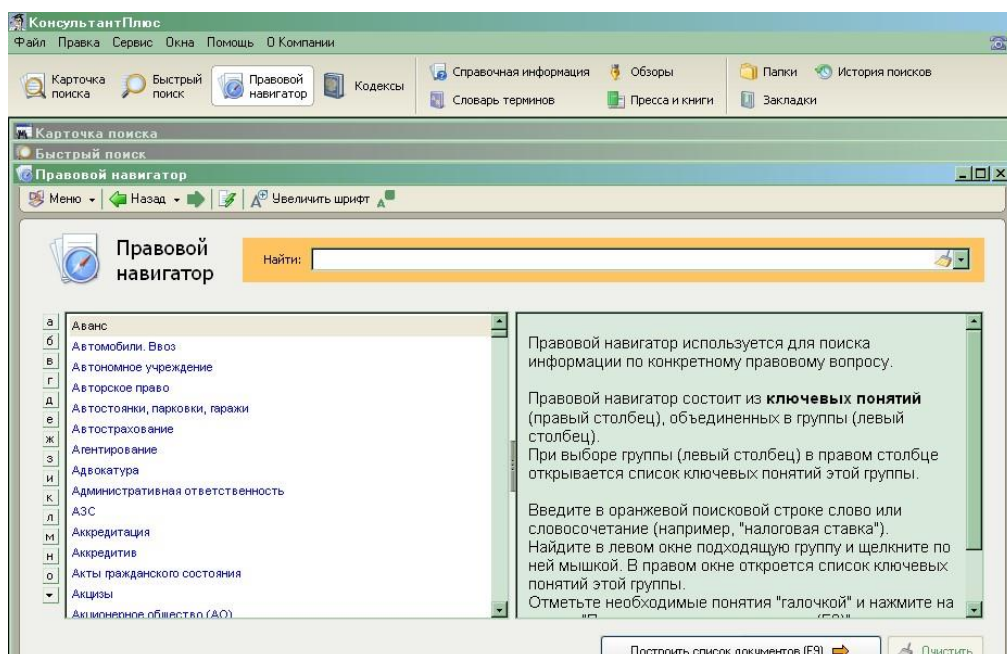 КонсультантПлюс
Файл Правка Сервис Окна Помощь О Компании
Карточка поиска Быстрый поиск Правовой навигатор Кодексы Справочная информация Обзоры Папки История поисков
Словарь терминов Пресса и книги Закладки
Карточка поиска
Быстрый поиск
Правовой навигатор
Меню Назад Увеличить шрифт
Правовой навигатор
Найти:
а
б
в
г
д
е
ж
з
и
к
л
м
н
о
Аванс
Автомобили. Ввоз
Автономное учреждение
Авторское право
Автостоянки, парковки, гаражи
Автострахование
Агентирование
Адвокатура
Административная ответственность
АЗС
Аккредитация
Аккредитив
Акты гражданского состояния
Акцизы
Акционерное общество (АО)
Правовой навигатор используется для поиска
информации по конкретному правовому вопросу.
Правовой навигатор состоит из ключевых понятий
(правый столбец), объединенных в группы (левый
столбец).
При выборе группы (левый столбец) в правом столбце
открывается список ключевых понятий этой группы.
Введите в оранжевой поисковой строке слово или
словосочетание (например, "налоговая ставка").
Найдите в левом окне подходящую группу и щелкните по
ней мышкой. В правом окне откроется список ключевых
понятий этой группы.
Отметьте необходимые понятия "галочкой" и нажмите на
Построить список документов (F9) Очистить